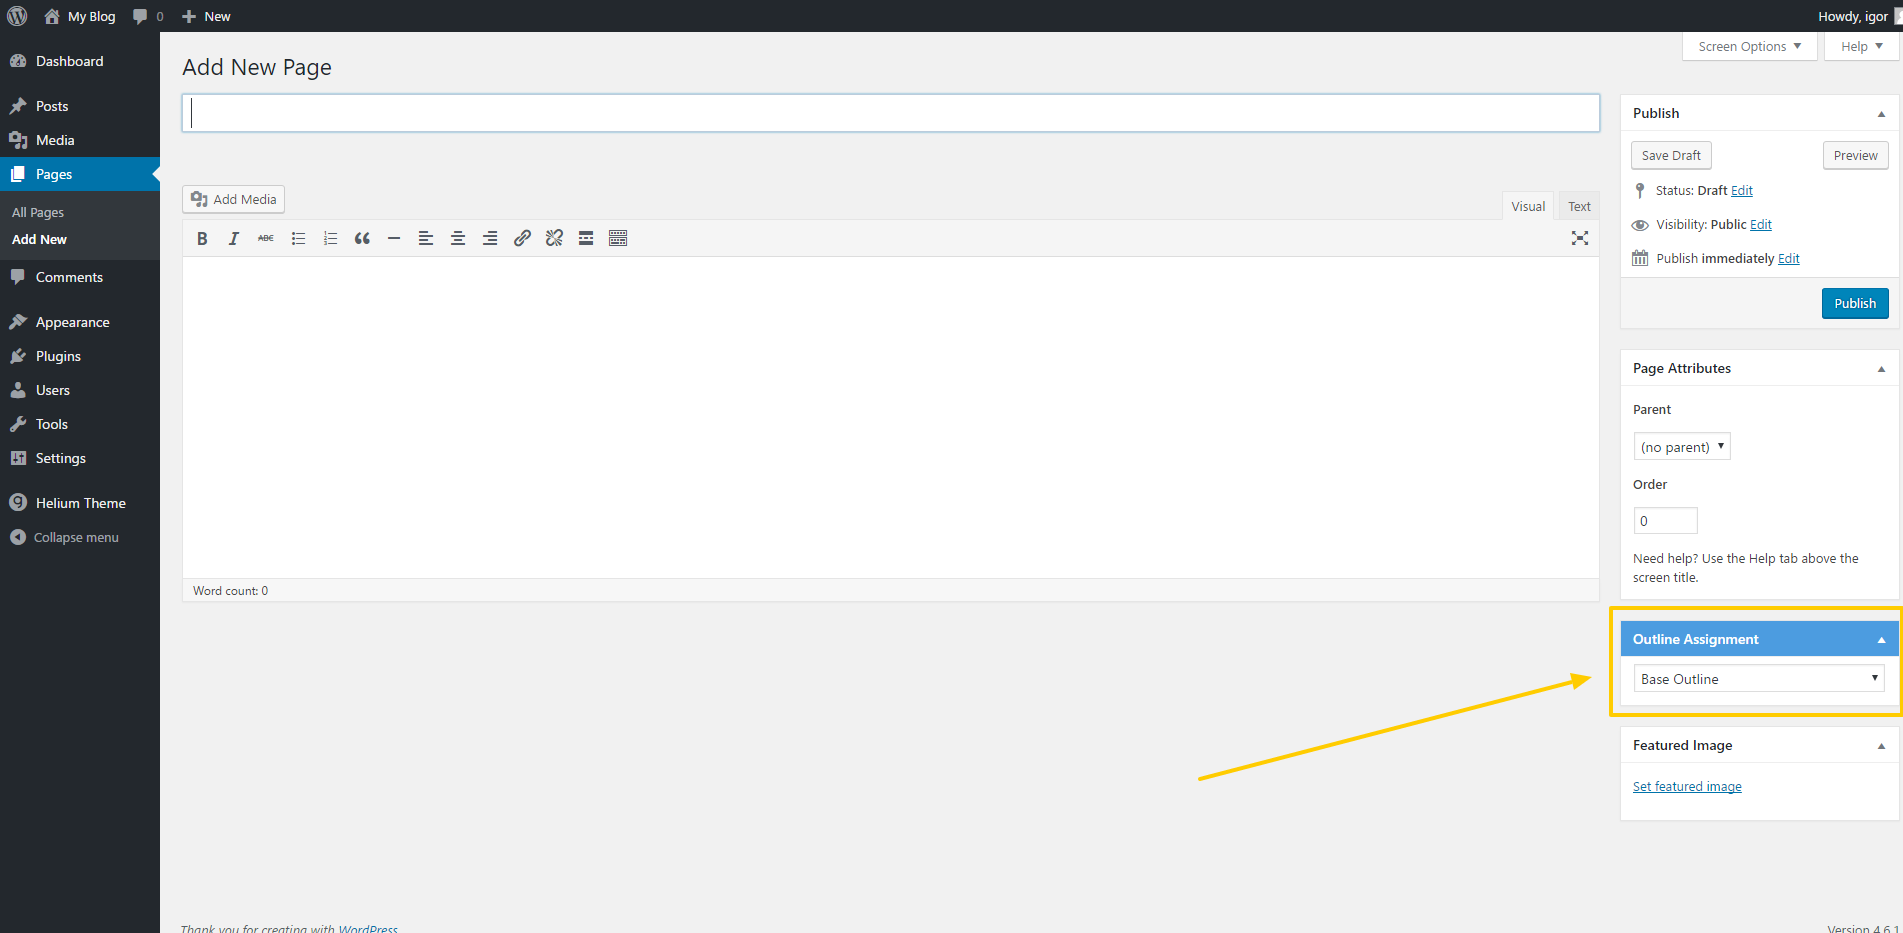 My Blog 0 New Howdy, igor
Screen Options Help
Dashboard
Posts
Media
Pages
All Pages
Add New
Comments
Appearance
Plugins
Users
Tools
Settings
Helium Theme
Collapse menu
Add New Page
Add Media
Visual Text
B I ABC
Word count: 0
Publish
Save Draft Preview
Status: Draft Edit
Visibility: Public Edit
Publish immediately Edit
Publish
Page Attributes
Parent
(no parent)
Order
0
Need help? Use the Help tab above the
screen title.
Outline Assignment
Base Outline
Featured Image
Set featured image
Thank you for creating with WordPress
Version 4.6.1